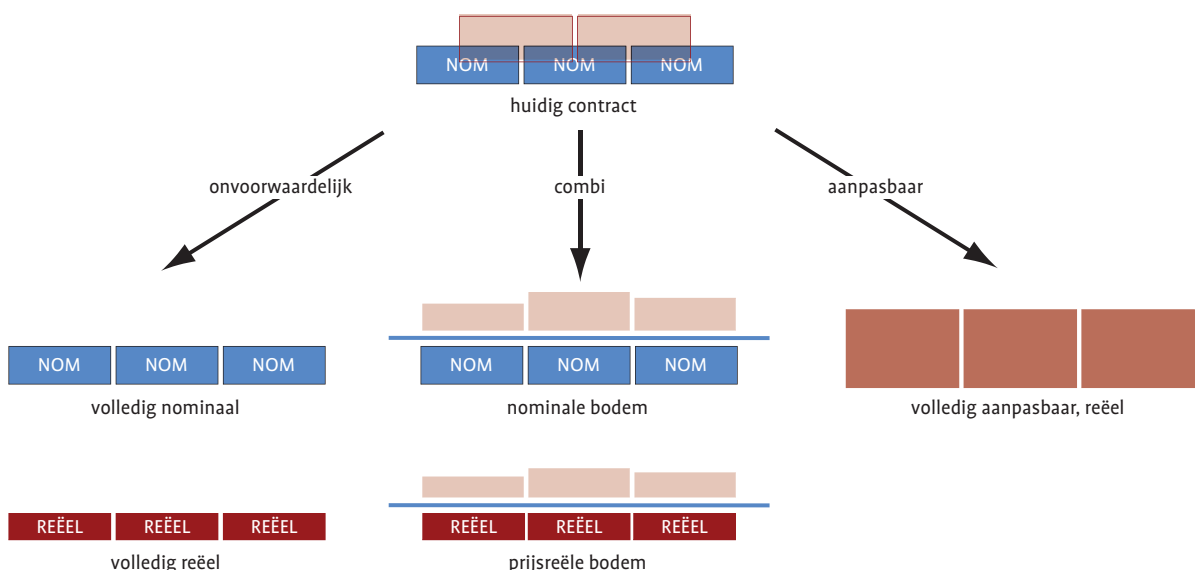 NOM NOM NOM
huidig contract
onvoorwaardelijk combi aanpasbaar
NOM NOM NOM NOM NOM NOM
volledig nominaal nominale bodem volledig aanpasbaar, reëel
REËEL REËEL REËEL REËEL REËEL REËEL
volledig reëel prijsreële bodem